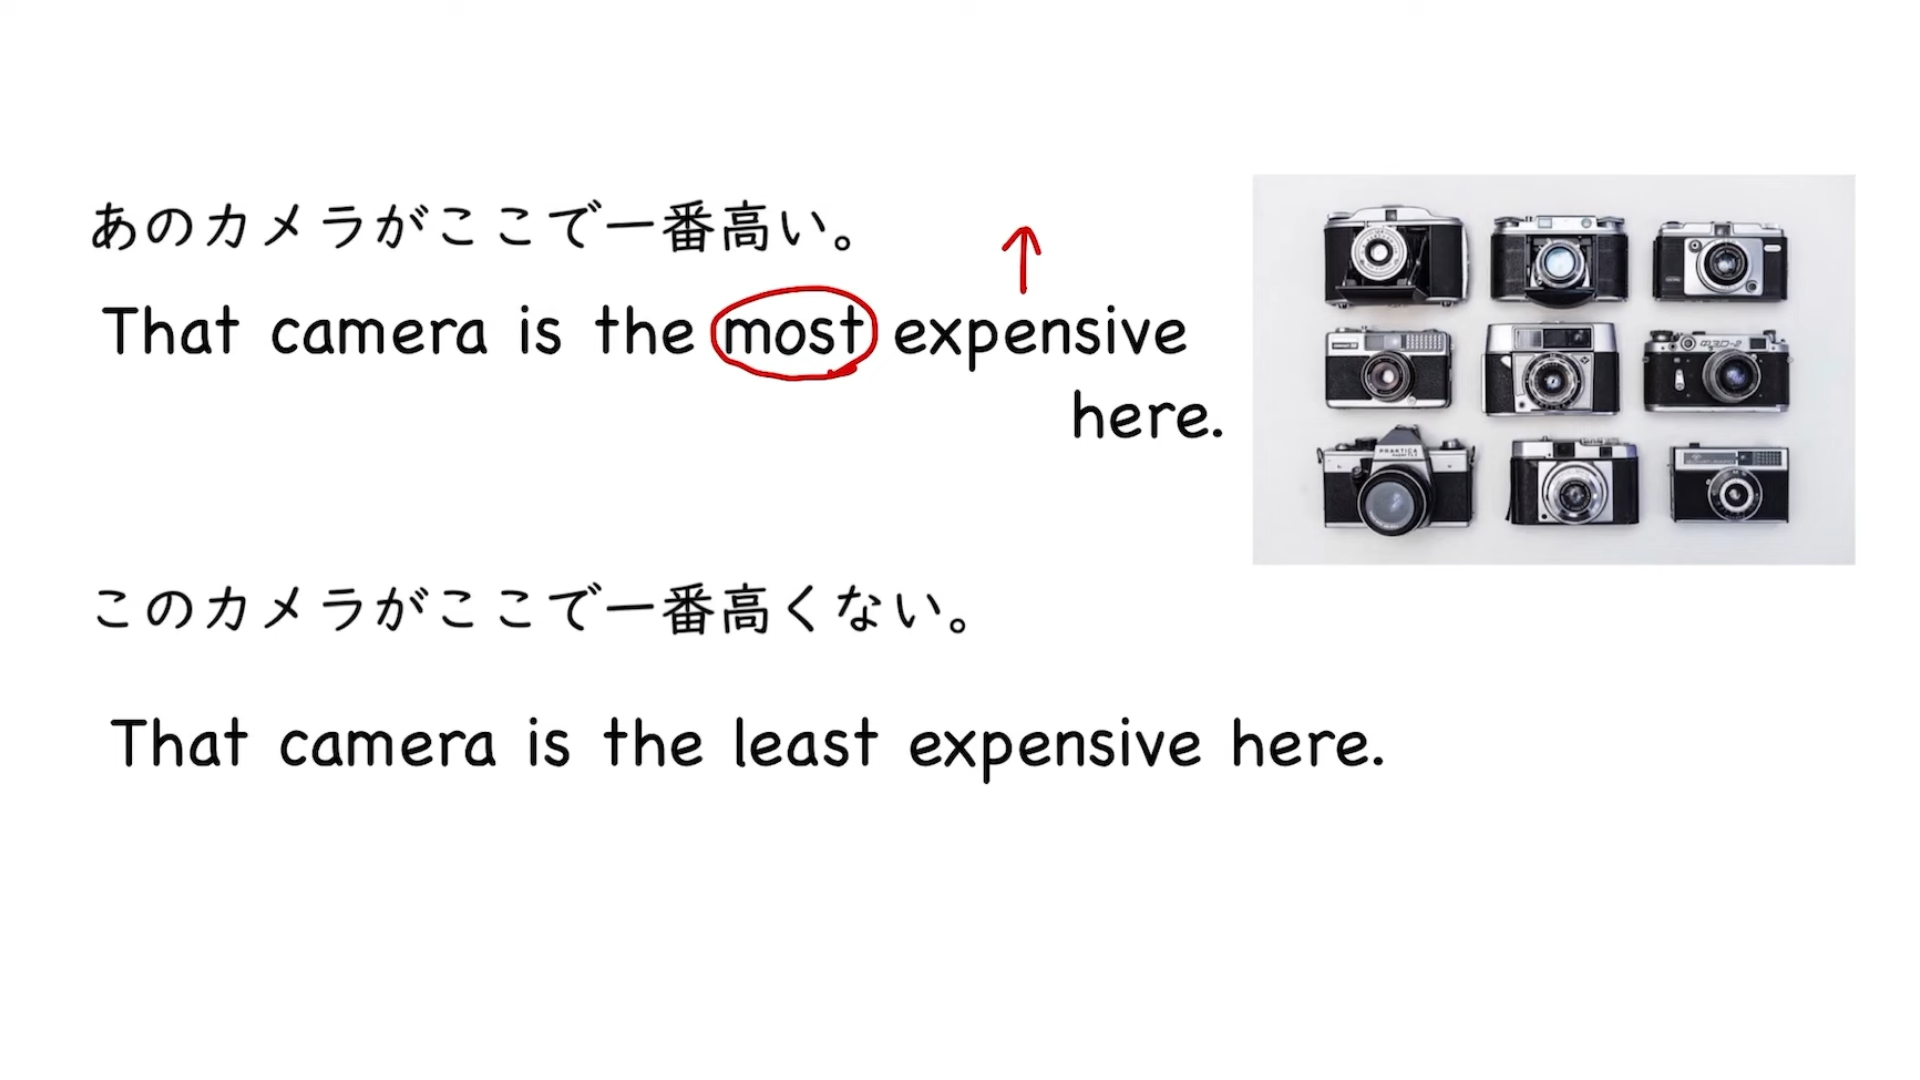 あのカメラがここで一番高い。
That camera is the most expensive
here.
PRAKTICA
このカメラがここで一番高くない。
That camera is the least expensive here.